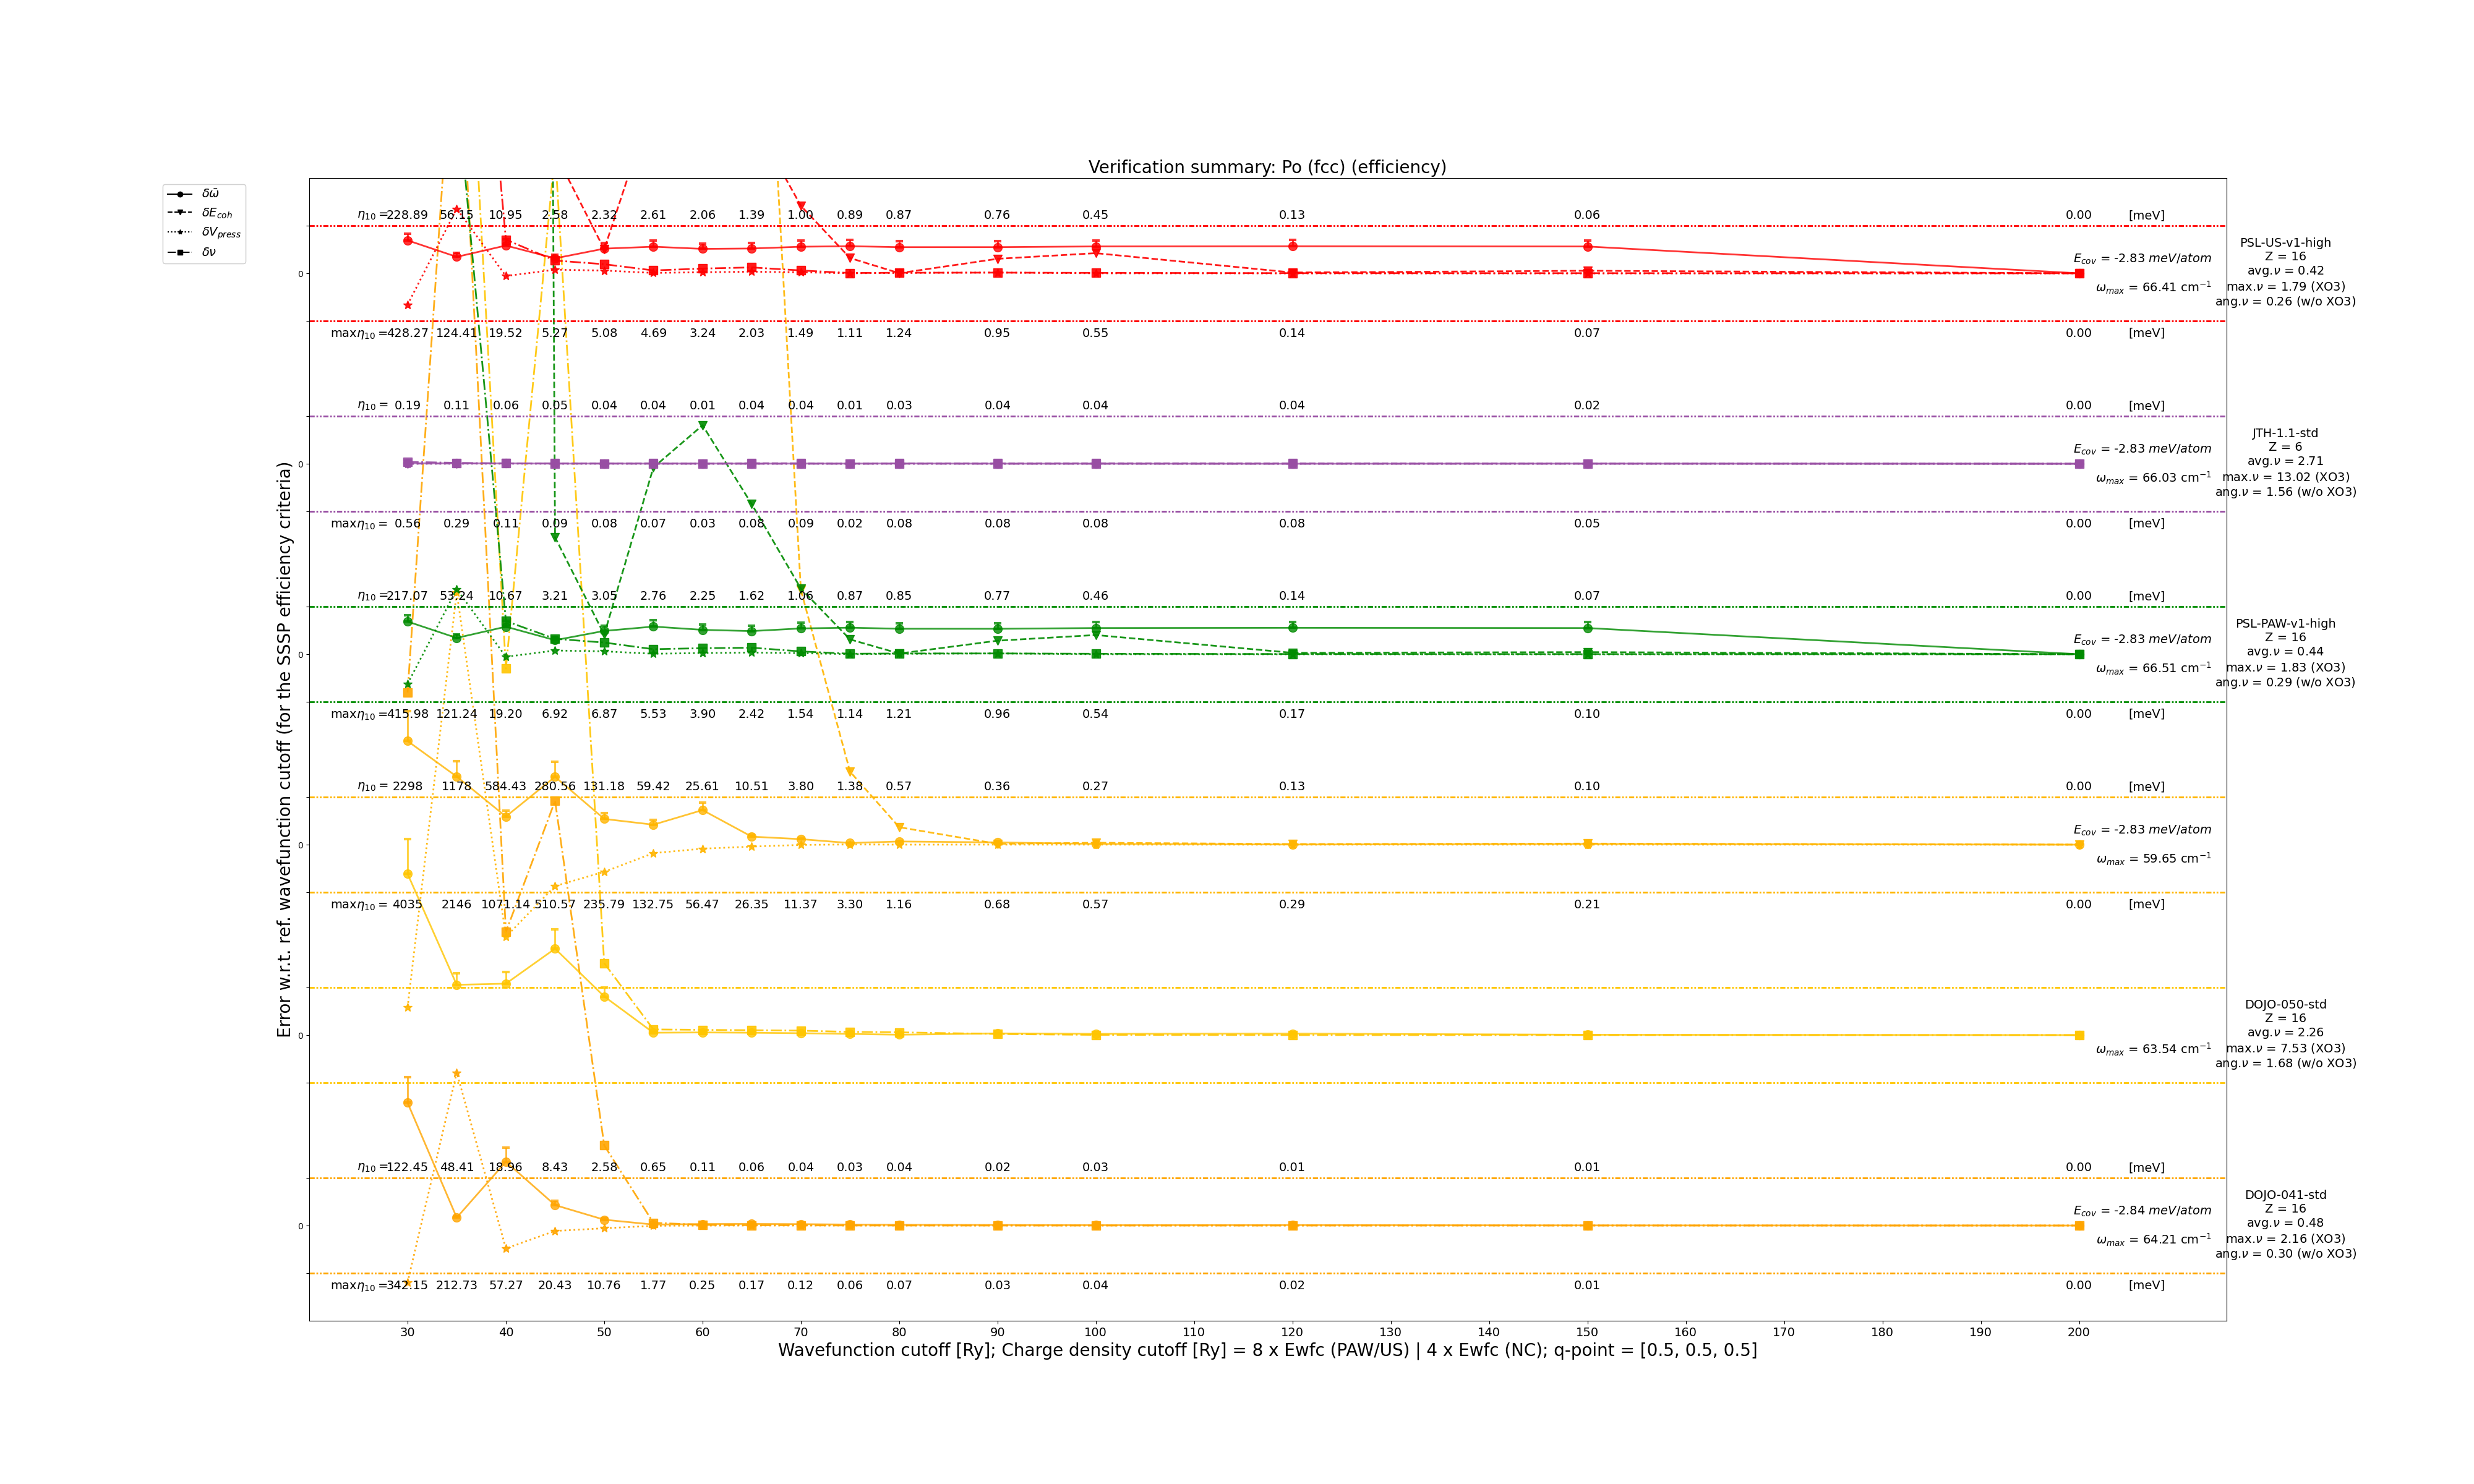 Verification summary: Po (fcc) (efficiency)
δω̄
δE_coh
δV_press
δν
Error w.r.t. ref. wavefunction cutoff (for the SSSP efficiency criteria)
η₁₀ = 228.89 56.15 10.95 2.58 2.32 2.61 2.06 1.39 1.00 0.89 0.87 0.76 0.45 0.13 0.06 0.00 [meV]
0
E_cov = -2.83 meV/atom
ω_max = 66.41 cm⁻¹
PSL-US-v1-high
Z = 16
avg.ν = 0.42
max.ν = 1.79 (XO3)
ang.ν = 0.26 (w/o XO3)
maxη₁₀ = 428.27 124.41 19.52 5.27 5.08 4.69 3.24 2.03 1.49 1.11 1.24 0.95 0.55 0.14 0.07 0.00 [meV]
η₁₀ = 0.19 0.11 0.06 0.05 0.04 0.04 0.01 0.04 0.04 0.01 0.03 0.04 0.04 0.04 0.02 0.00 [meV]
0
E_cov = -2.83 meV/atom
ω_max = 66.03 cm⁻¹
JTH-1.1-std
Z = 6
avg.ν = 2.71
max.ν = 13.02 (XO3)
ang.ν = 1.56 (w/o XO3)
maxη₁₀ = 0.56 0.29 0.11 0.09 0.08 0.07 0.03 0.08 0.09 0.02 0.08 0.08 0.08 0.08 0.05 0.00 [meV]
η₁₀ = 217.07 53.24 10.67 3.21 3.05 2.76 2.25 1.62 1.06 0.87 0.85 0.77 0.46 0.14 0.07 0.00 [meV]
0
E_cov = -2.83 meV/atom
ω_max = 66.51 cm⁻¹
PSL-PAW-v1-high
Z = 16
avg.ν = 0.44
max.ν = 1.83 (XO3)
ang.ν = 0.29 (w/o XO3)
maxη₁₀ = 415.98 121.24 19.20 6.92 6.87 5.53 3.90 2.42 1.54 1.14 1.21 0.96 0.54 0.17 0.10 0.00 [meV]
η₁₀ = 2298 1178 584.43 280.56 131.18 59.42 25.61 10.51 3.80 1.38 0.57 0.36 0.27 0.13 0.10 0.00 [meV]
0
E_cov = -2.83 meV/atom
ω_max = 59.65 cm⁻¹
maxη₁₀ = 4035 2146 1071.14 510.57 235.79 132.75 56.47 26.35 11.37 3.30 1.16 0.68 0.57 0.29 0.21 0.00 [meV]
0
ω_max = 63.54 cm⁻¹
DOJO-050-std
Z = 16
avg.ν = 2.26
max.ν = 7.53 (XO3)
ang.ν = 1.68 (w/o XO3)
η₁₀ = 122.45 48.41 18.96 8.43 2.58 0.65 0.11 0.06 0.04 0.03 0.04 0.02 0.03 0.01 0.01 0.00 [meV]
0
E_cov = -2.84 meV/atom
ω_max = 64.21 cm⁻¹
DOJO-041-std
Z = 16
avg.ν = 0.48
max.ν = 2.16 (XO3)
ang.ν = 0.30 (w/o XO3)
maxη₁₀ = 342.15 212.73 57.27 20.43 10.76 1.77 0.25 0.17 0.12 0.06 0.07 0.03 0.04 0.02 0.01 0.00 [meV]
30 40 50 60 70 80 90 100 110 120 130 140 150 160 170 180 190 200
Wavefunction cutoff [Ry]; Charge density cutoff [Ry] = 8 x Ewfc (PAW/US) | 4 x Ewfc (NC); q-point = [0.5, 0.5, 0.5]